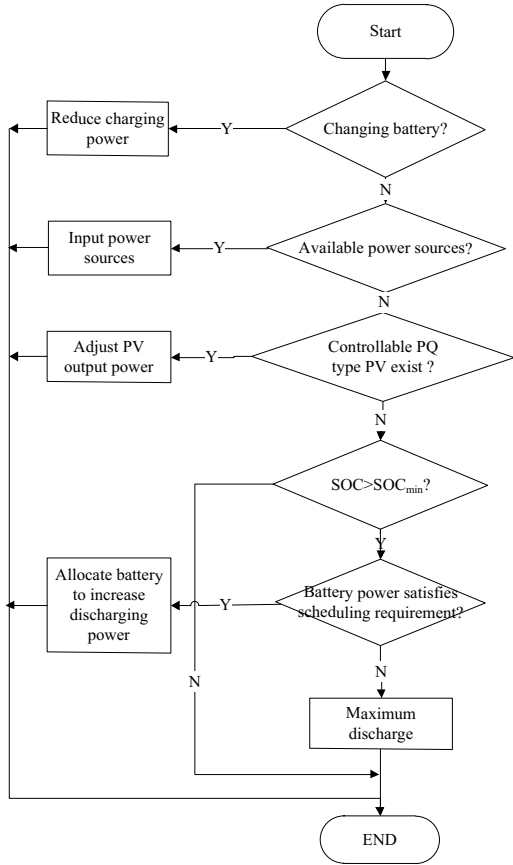 Start
Changing battery?
Y
Reduce charging
power
N
Available power sources?
Y
Input power
sources
N
Controllable PQ
type PV exist ?
Y
Adjust PV
output power
N
SOC>SOCmin?
Y
Battery power satisfies
scheduling requirement?
Y
Allocate battery
to increase
discharging
power
N
N
Maximum
discharge
END